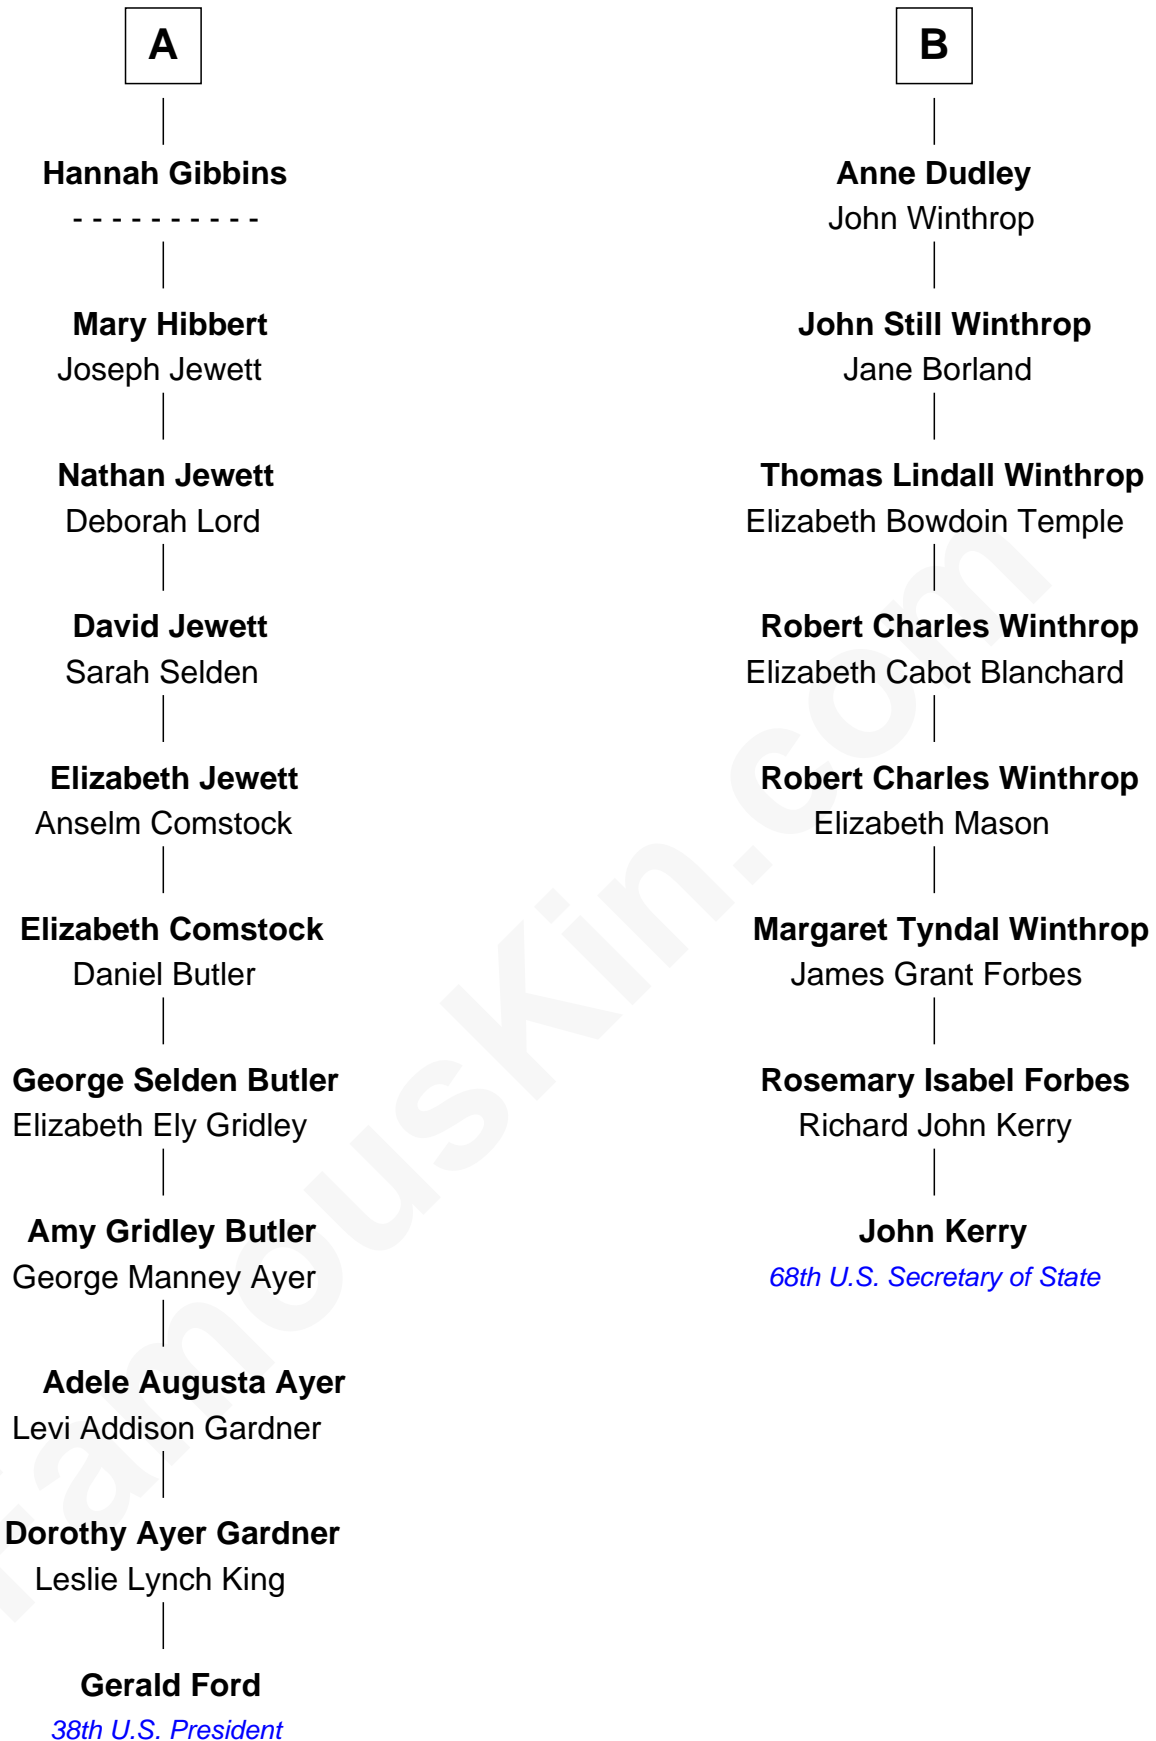 A
Hannah Gibbins
- - - - - - - - - -
Mary Hibbert
Joseph Jewett
Nathan Jewett
Deborah Lord
David Jewett
Sarah Selden
Elizabeth Jewett
Anselm Comstock
Elizabeth Comstock
Daniel Butler
George Selden Butler
Elizabeth Ely Gridley
Amy Gridley Butler
George Manney Ayer
Adele Augusta Ayer
Levi Addison Gardner
Dorothy Ayer Gardner
Leslie Lynch King
Gerald Ford
38th U.S. President
B
Anne Dudley
John Winthrop
John Still Winthrop
Jane Borland
Thomas Lindall Winthrop
Elizabeth Bowdoin Temple
Robert Charles Winthrop
Elizabeth Cabot Blanchard
Robert Charles Winthrop
Elizabeth Mason
Margaret Tyndal Winthrop
James Grant Forbes
Rosemary Isabel Forbes
Richard John Kerry
John Kerry
68th U.S. Secretary of State
FamousKin.com